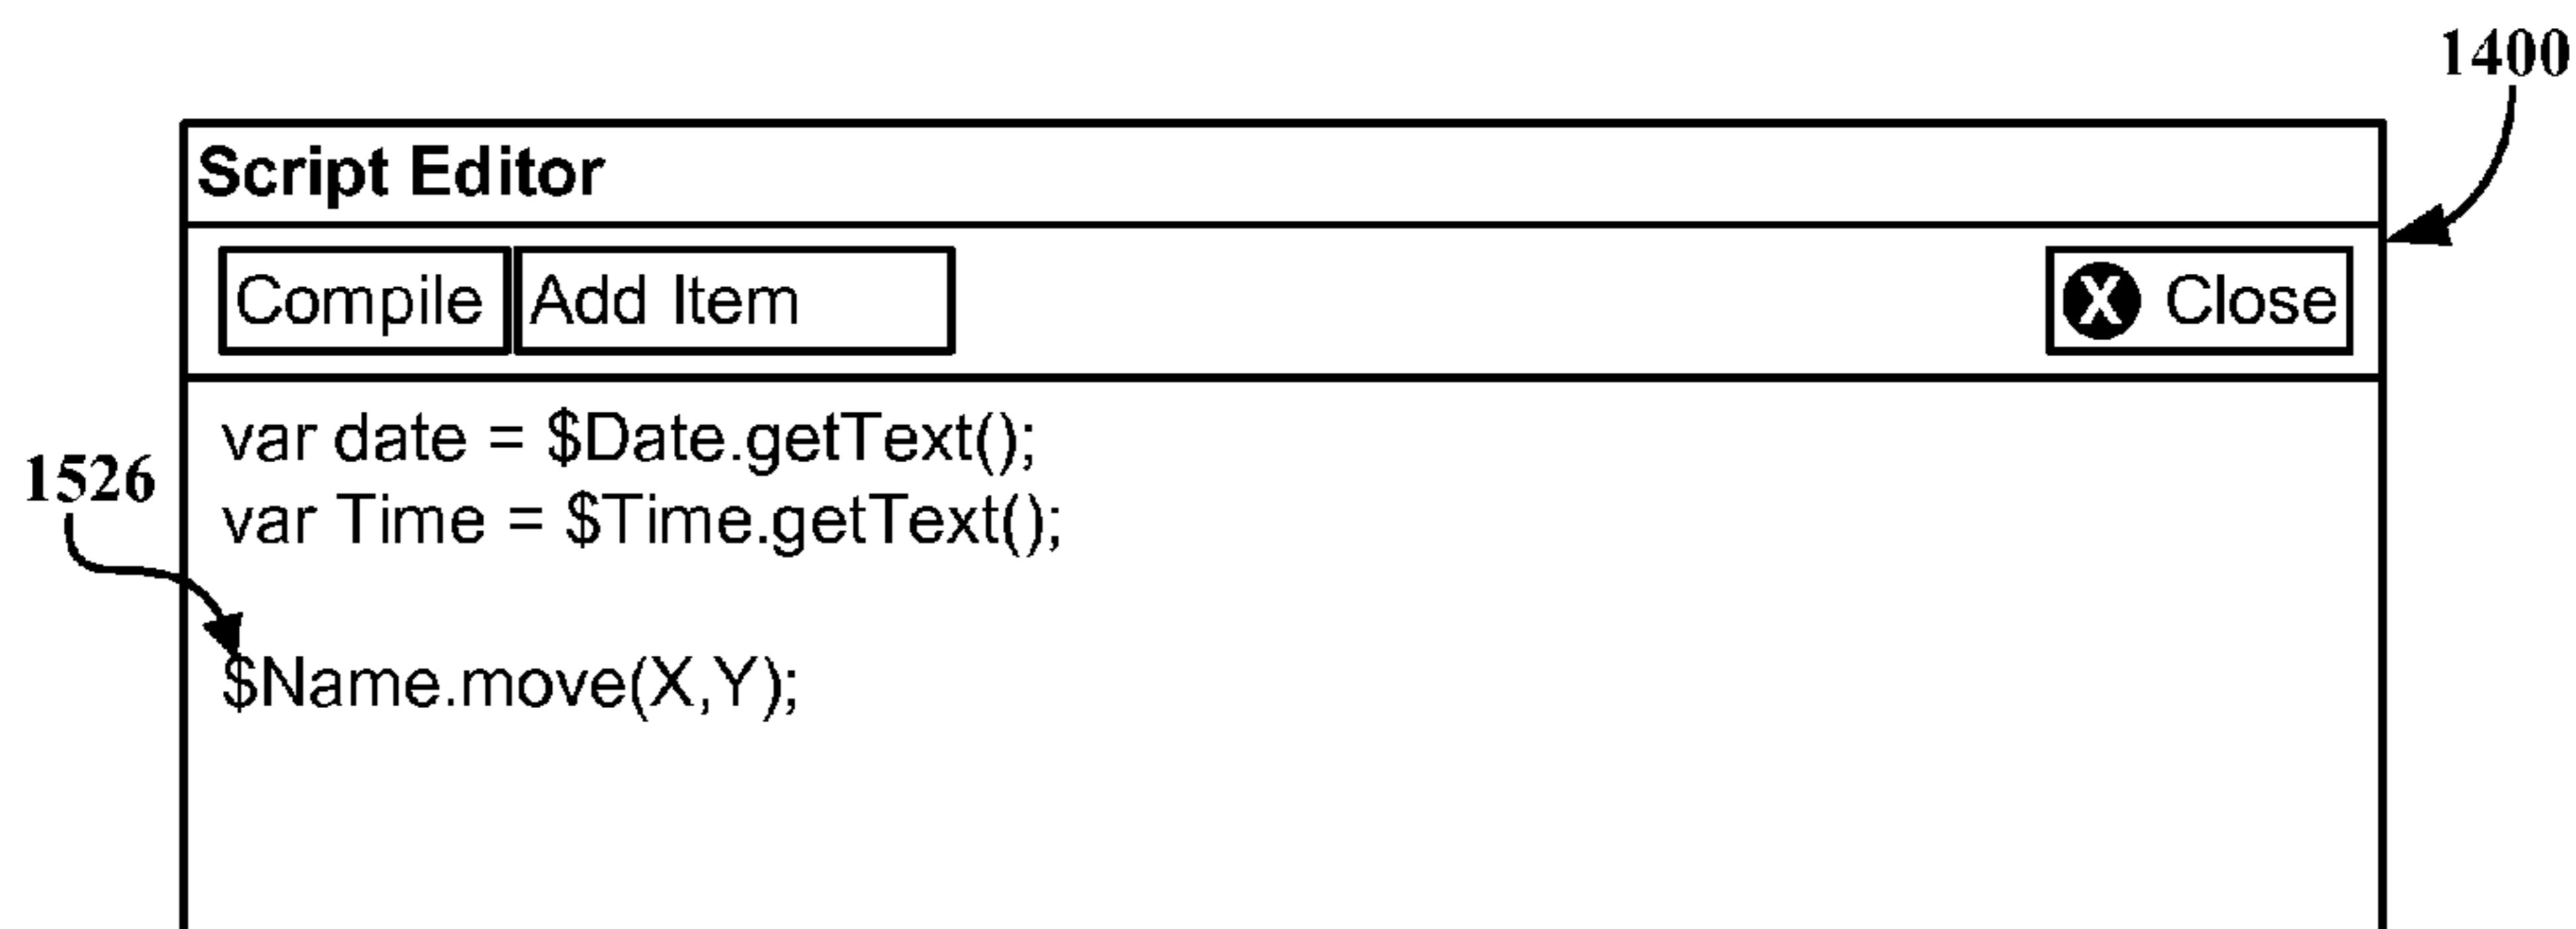 1400
Script Editor
Compile Add Item X Close
var date = $Date.getText();
1526
var Time = $Time.getText();
$Name.move(X,Y);